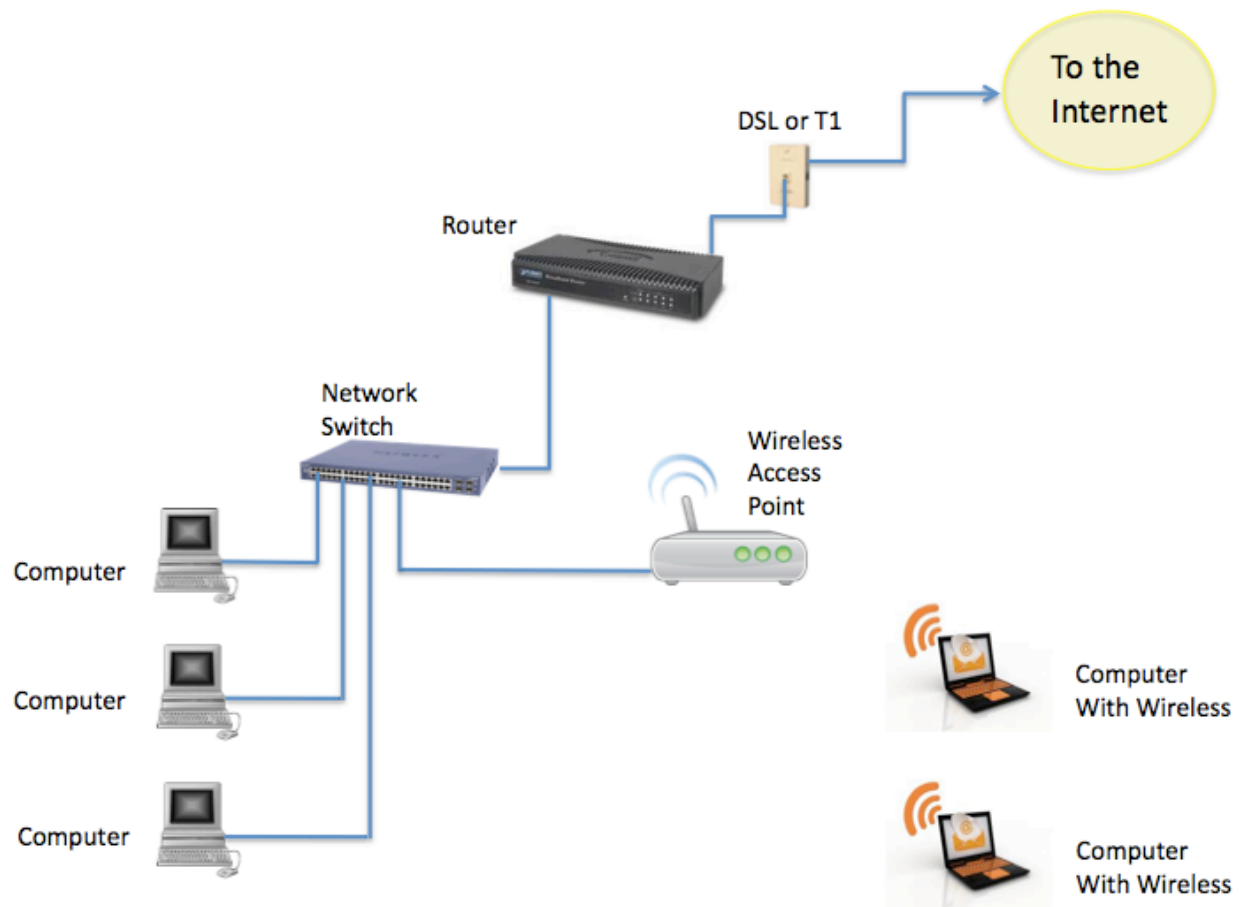 To the
Internet
DSL or T1
Router
Network
Switch
Wireless
Access
Point
Computer
Computer
With Wireless
Computer
Computer
Computer
With Wireless